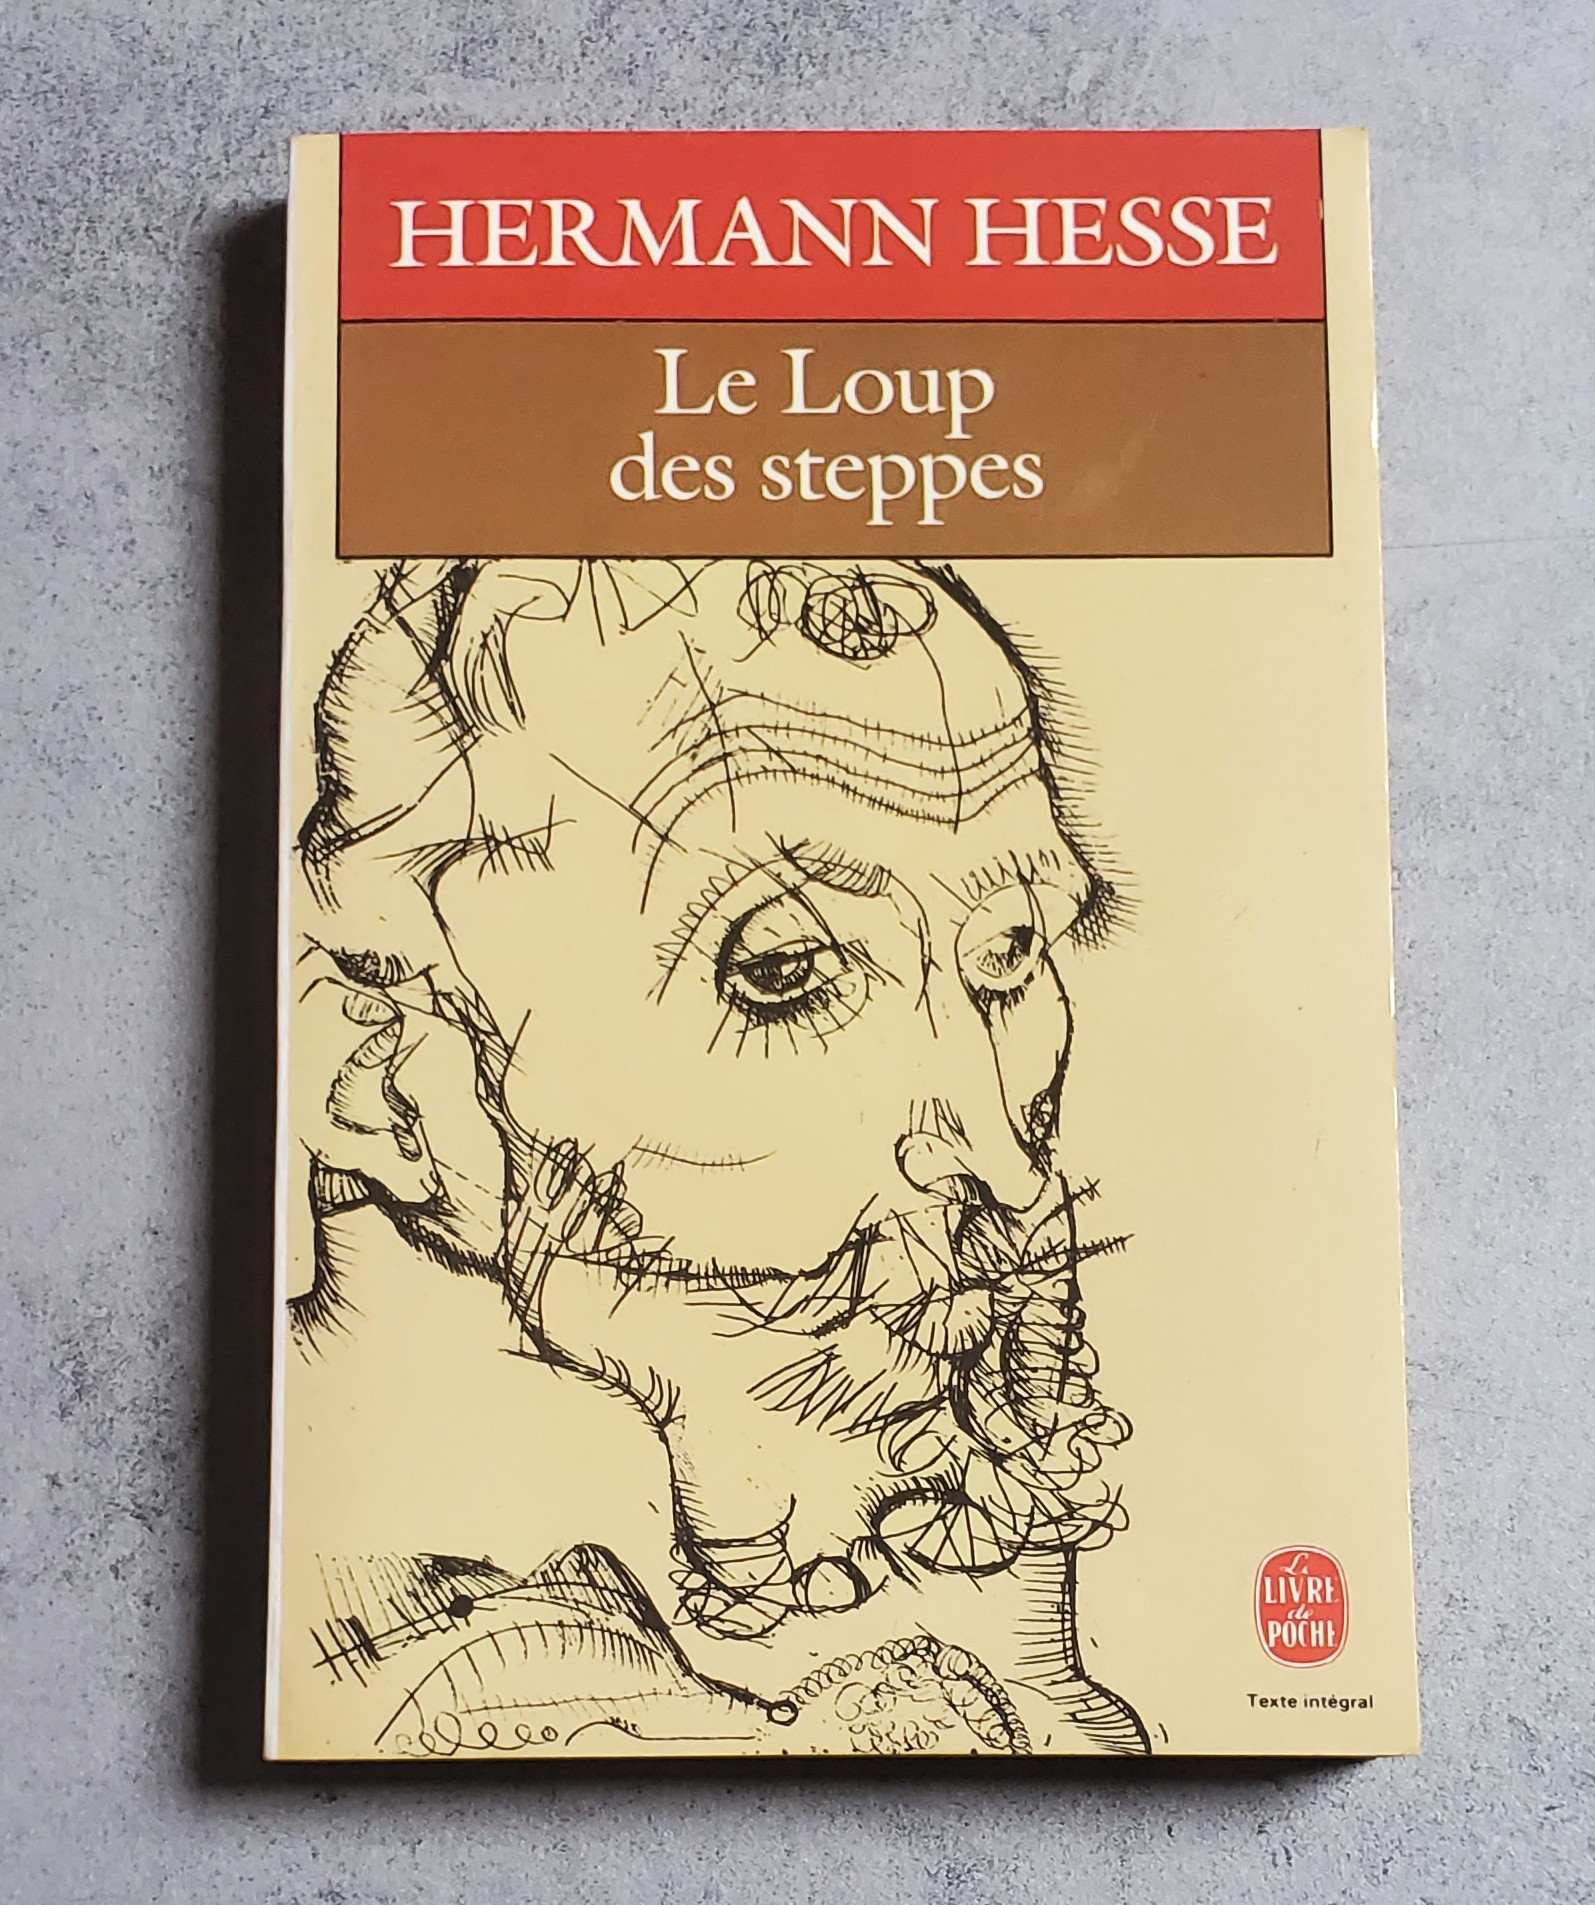 HERMANN HESSE
Le Loup
des steppes
Le
LIVRE
de
POCHE
Texte intégral